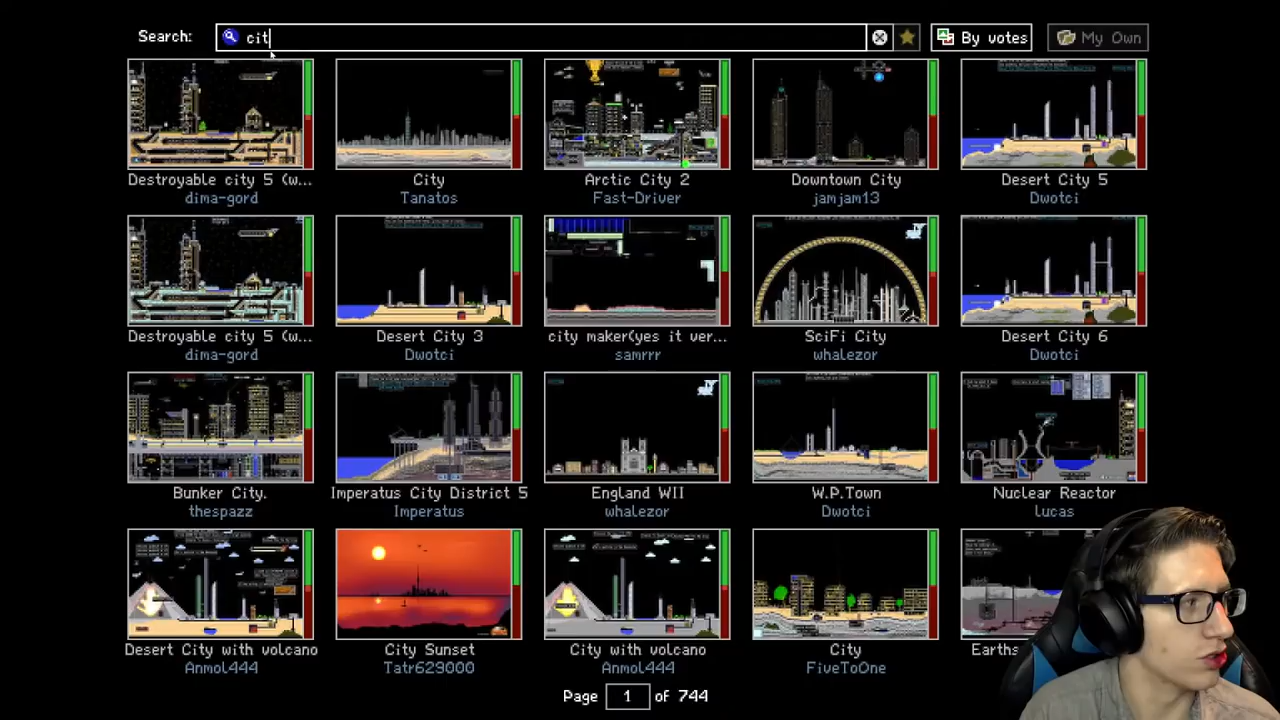 Search:
cit
By votes
My Own
Destroyable city 5 (w...
City
Arctic City 2
Downtown City
Desert City 5
dima-gord
Tanatos
Fast-Driver
jamjam13
Dwotci
Destroyable city 5 (w...
Desert City 3
city maker(yes it ver...
SciFi City
Desert City 6
dima-gord
Dwotci
samrrr
whalezor
Dwotci
Bunker City.
Imperatus City District 5
England WII
W.P.Town
Nuclear Reactor
thespazz
Imperatus
whalezor
Dwotci
lucas
Desert City with volcano
City Sunset
City with volcano
City
Earths
Anmol444
Tatr629000
Anmol444
FiveToOne
Page 1 of 744